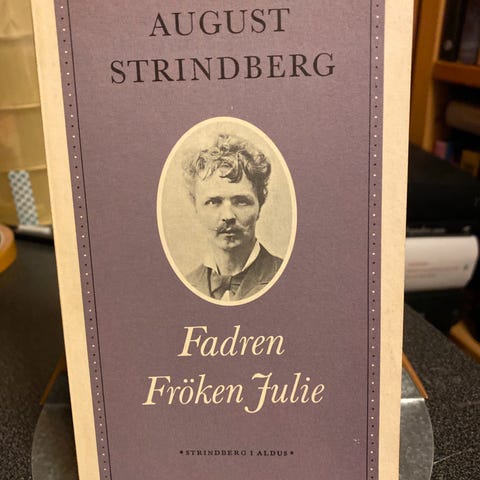 AUGUST
STRINDBERG
Fadren
Fröken Julie
*STRINDBERG I ALDUS*